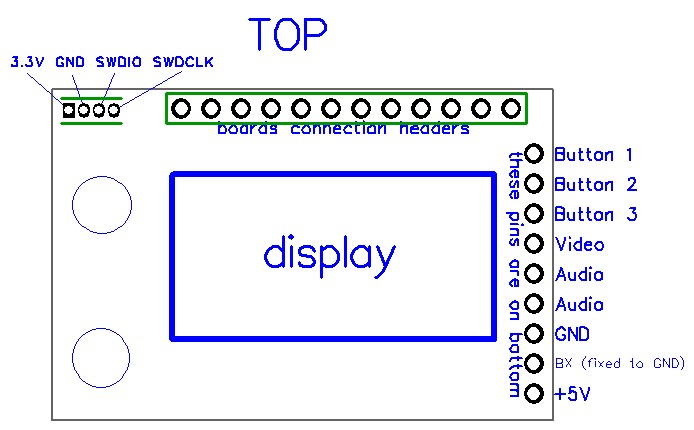 TOP
3.3V GND SWDIO SWDCLK
boards connection headers
these pins are on bottom
Button 1
Button 2
Button 3
Video
Audio
Audio
GND
BX (fixed to GND)
+5V
display